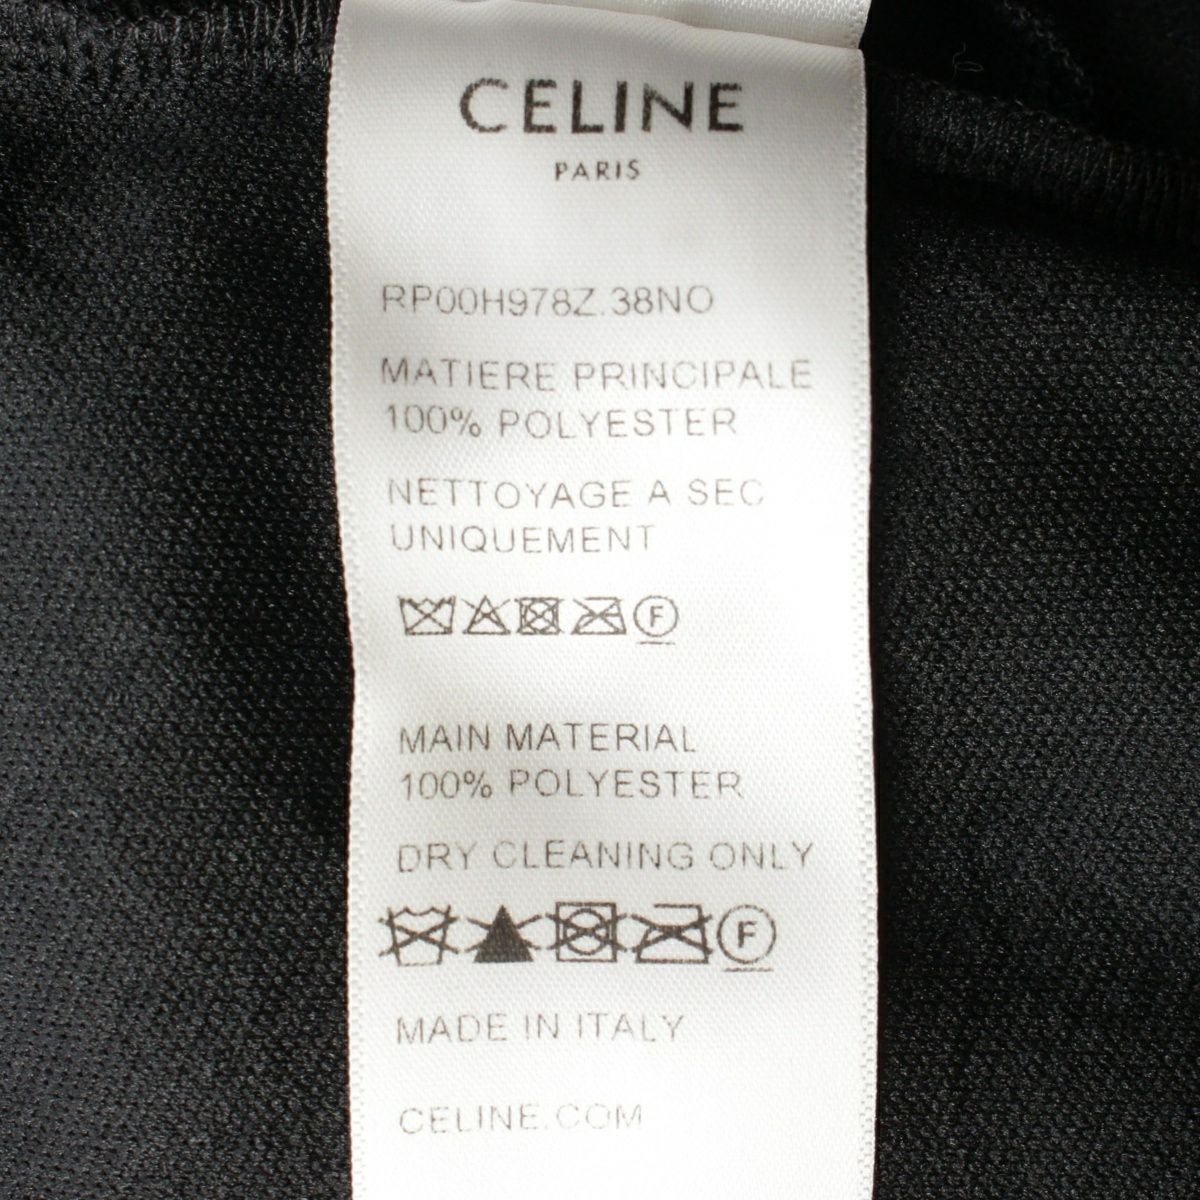 CELINE
PARIS
RP00H978Z.38NO
MATIERE PRINCIPALE
100% POLYESTER
NETTOYAGE A SEC
UNIQUEMENT
F
MAIN MATERIAL
100% POLYESTER
DRY CLEANING ONLY
F
MADE IN ITALY
CELINE.COM